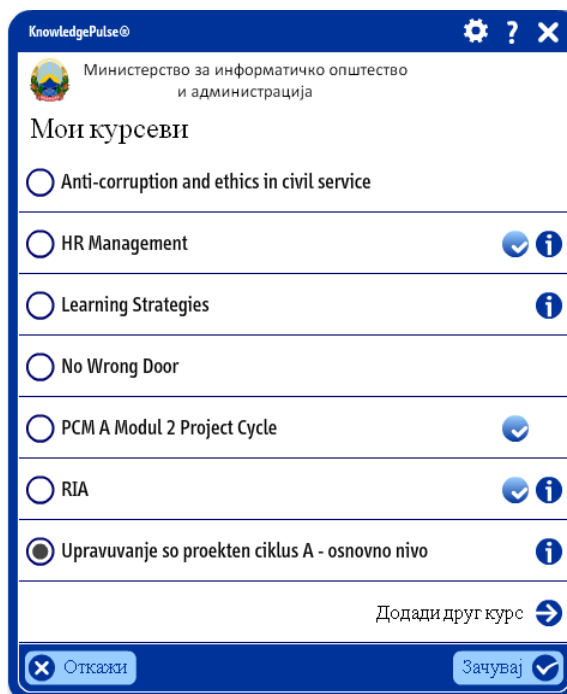 KnowledgePulse®
?
Министерство за информатичко општество
и администрација
Мои курсеви
Anti-corruption and ethics in civil service
HR Management
Learning Strategies
No Wrong Door
PCM A Modul 2 Project Cycle
RIA
Upravuvanje so proekten ciklus A - osnovno nivo
Додади друг курс
Откажи
Зачувај